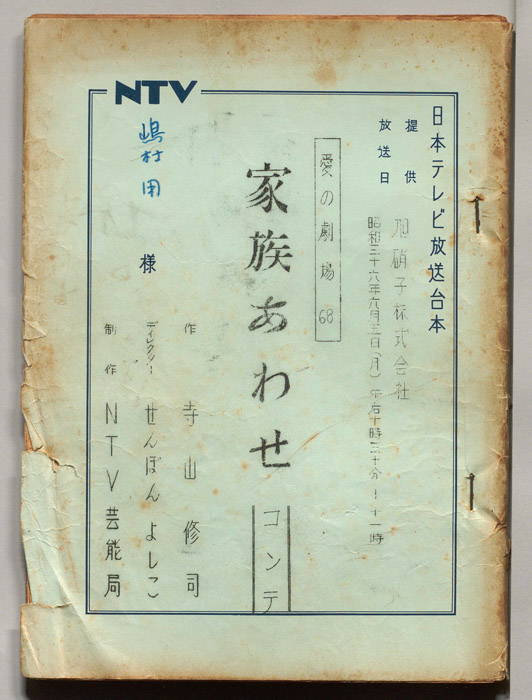 NTV
日本テレビ放送台本
提供 旭硝子株式会社
放送日 昭和三十八年六月三日(月) 午后十時三十分―十一時
愛の劇場 68
家族あわせ
コンテ
作 寺山修司
ディレクター せんぼんよしこ
制作 NTV芸能局
嶋村用 様